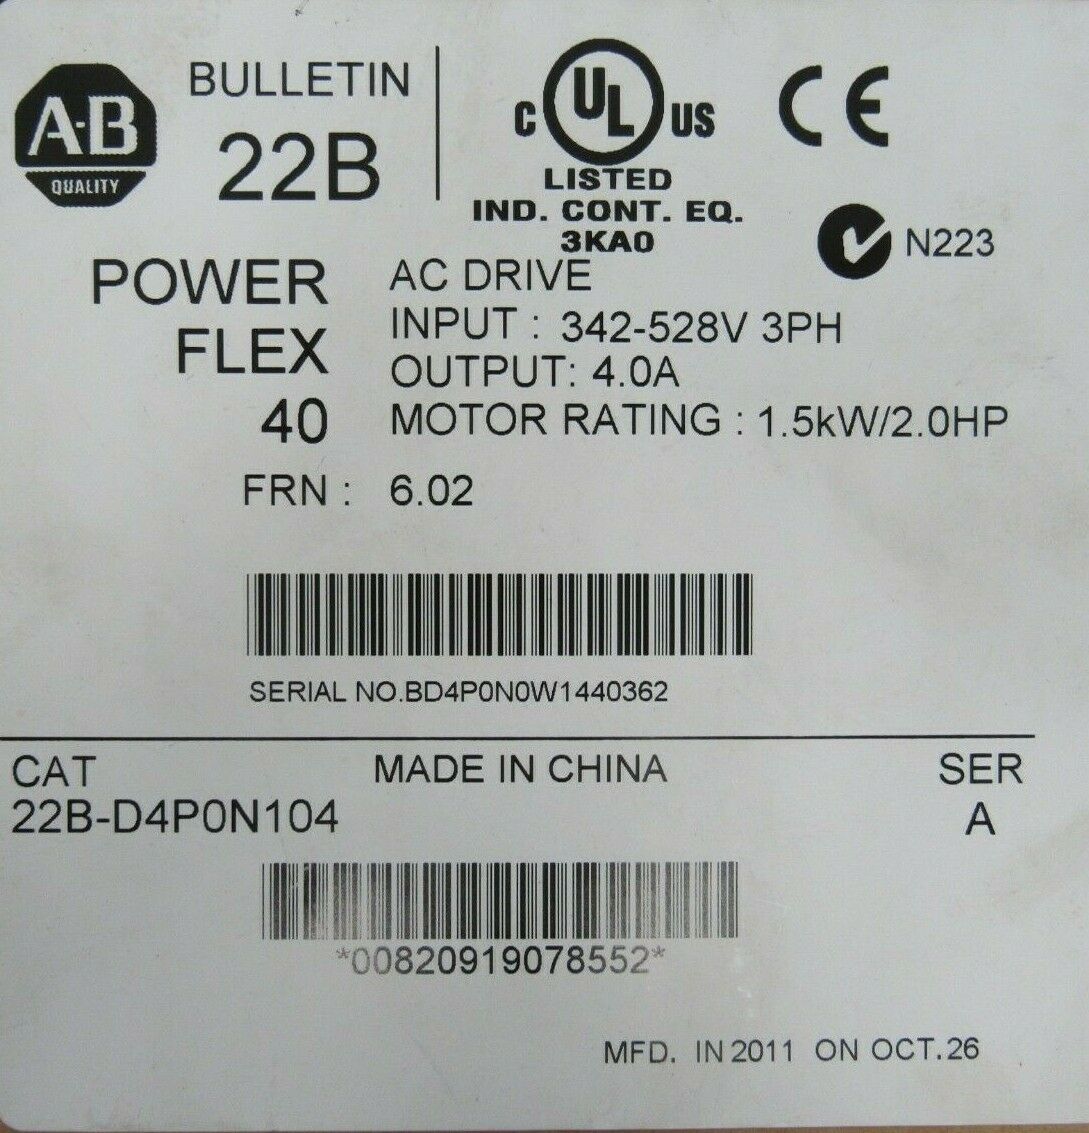 A-B
QUALITY
BULLETIN
22B
C UL US
LISTED
IND. CONT. EQ.
3KA0
CE
N223
POWER
FLEX
40
AC DRIVE
INPUT : 342-528V 3PH
OUTPUT: 4.0A
MOTOR RATING : 1.5kW/2.0HP
FRN : 6.02
SERIAL NO.BD4P0N0W1440362
CAT
22B-D4P0N104
MADE IN CHINA
SER
A
*00820919078552*
MFD. IN 2011 ON OCT.26